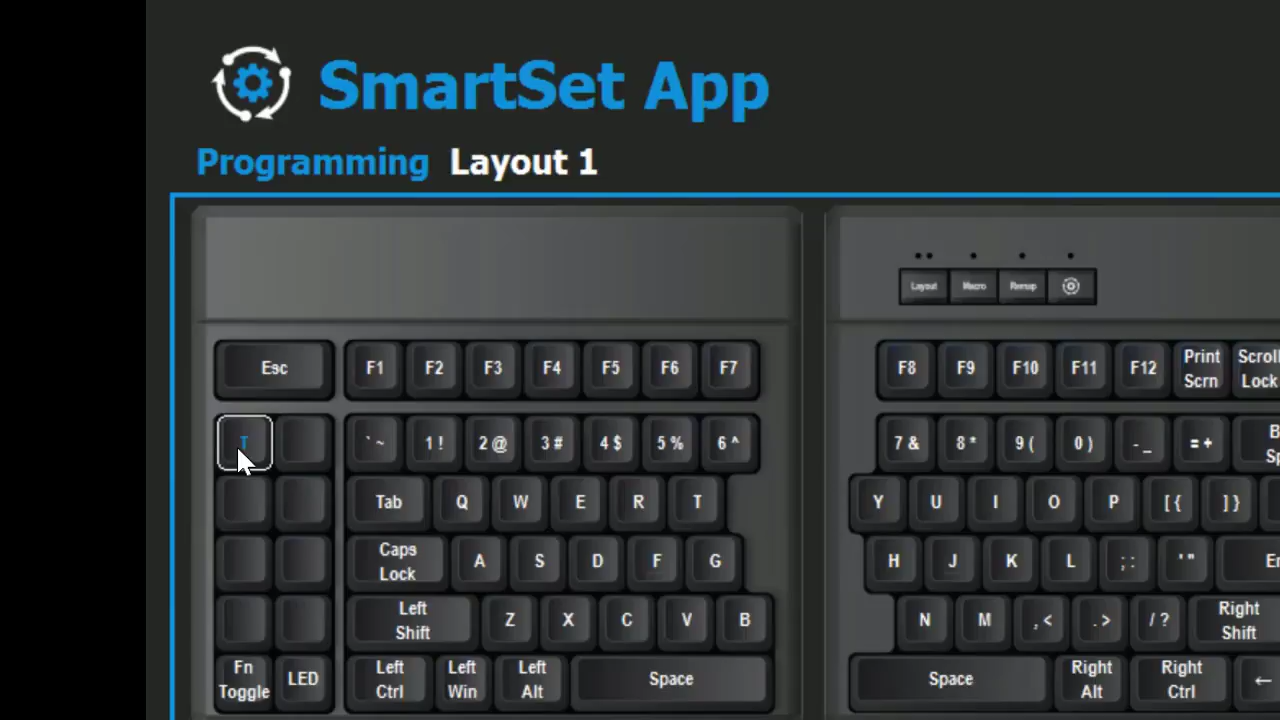 SmartSet App
Programming Layout 1
Layout Macro Remap
Esc F1 F2 F3 F4 F5 F6 F7 F8 F9 F10 F11 F12 Print Scrn Scroll Lock
T ` ~ 1 ! 2 @ 3 # 4 $ 5 % 6 ^ 7 & 8 * 9 ( 0 ) - _ = +
Tab Q W E R T Y U I O P [ { ] }
Caps Lock A S D F G H J K L ; : ' "
Left Shift Z X C V B N M , < . > / ? Right Shift
Fn Toggle LED Left Ctrl Left Win Left Alt Space Space Right Alt Right Ctrl ←